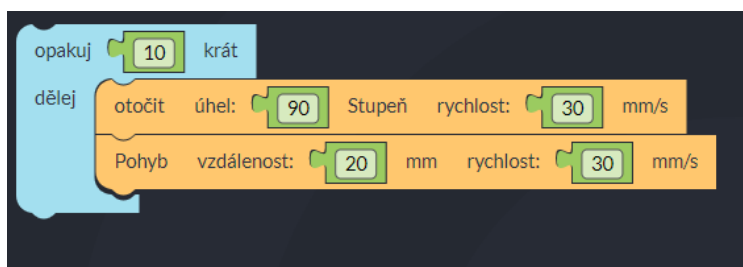 opakuj 10 krát
dělej
otočit úhel: 90 Stupeň rychlost: 30 mm/s
Pohyb vzdálenost: 20 mm rychlost: 30 mm/s